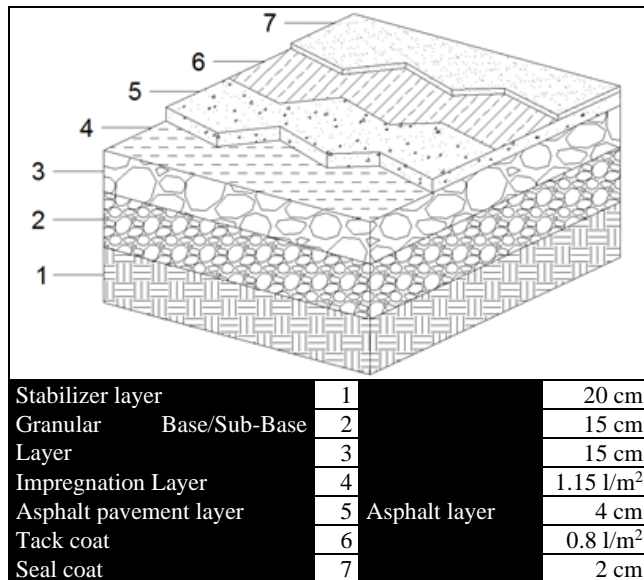 7
6
5
4
3
2
1
Stabilizer layer 1 20 cm
Granular Base/Sub-Base 2 15 cm
Layer 3 15 cm
Impregnation Layer 4 1.15 l/m²
Asphalt pavement layer 5 Asphalt layer 4 cm
Tack coat 6 0.8 l/m²
Seal coat 7 2 cm